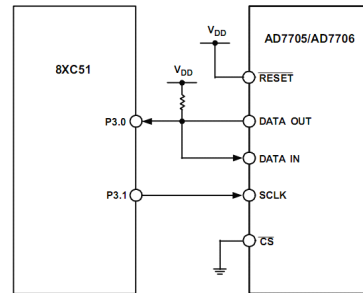 V_DD
AD7705/AD7706
8XC51
V_DD
RESET
P3.0
DATA OUT
DATA IN
P3.1
SCLK
CS